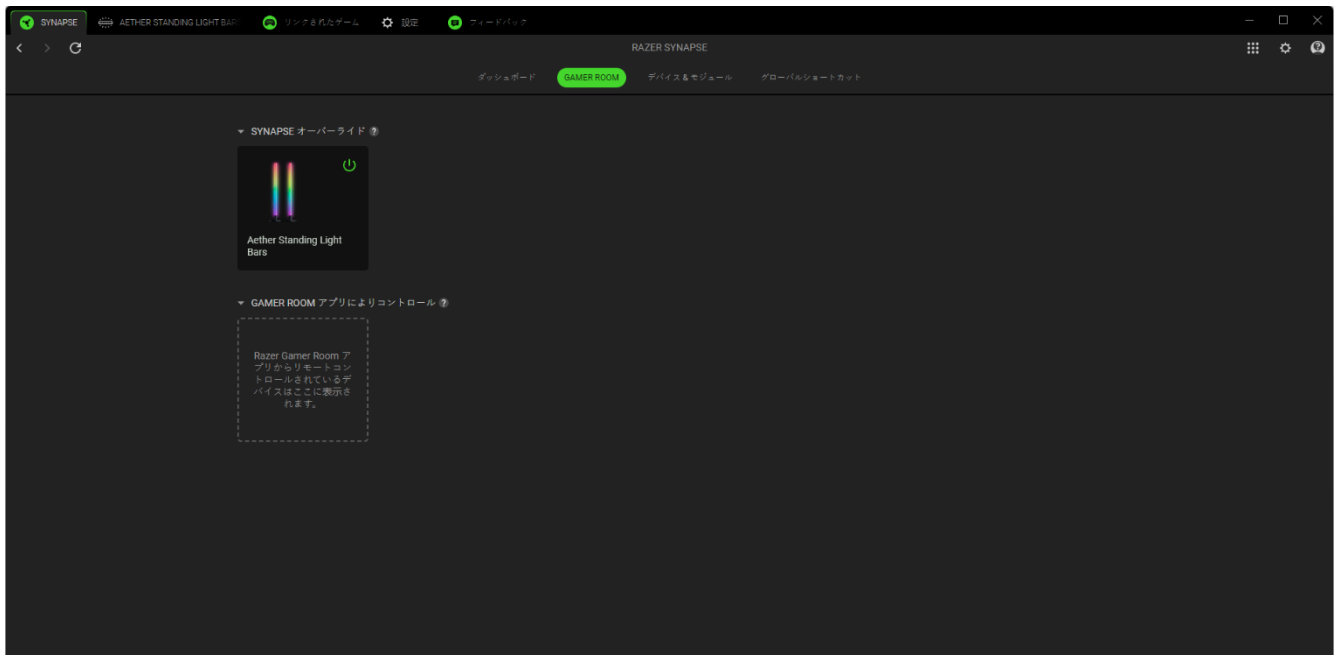 SYNAPSE
AETHER STANDING LIGHT BAR
リンクされたゲーム
設定
フィードバック
RAZER SYNAPSE
ダッシュボード
GAMER ROOM
デバイス＆モジュール
グローバルショートカット
SYNAPSE オーバーライド ?
Aether Standing Light
Bars
GAMER ROOM アプリによりコントロール ?
Razer Gamer Room ア
プリからリモートコン
トロールされているデ
バイスはここに表示さ
れます。